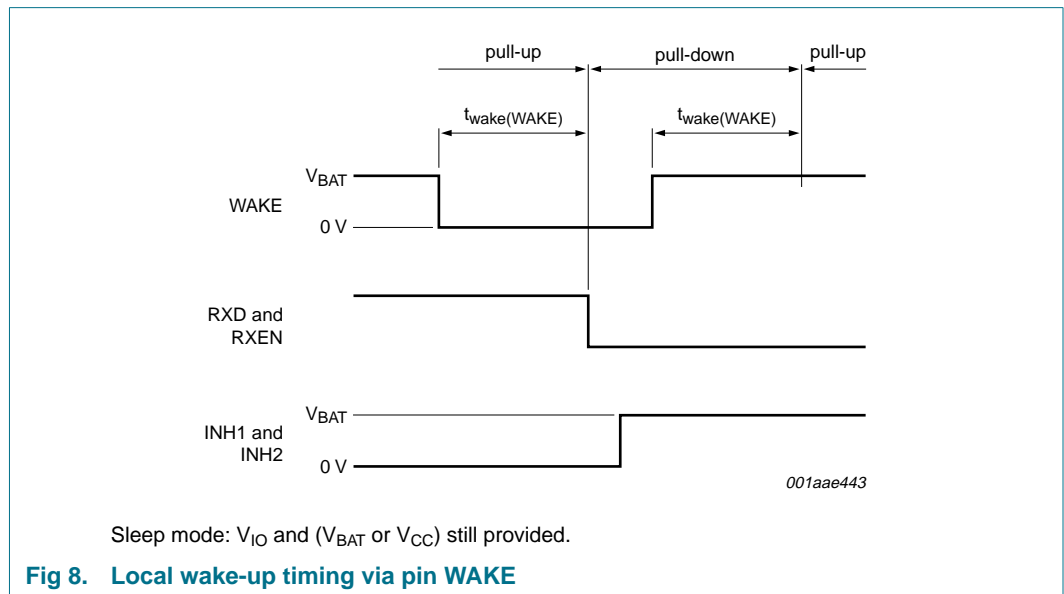 pull-up pull-down pull-up
twake(WAKE) twake(WAKE)
VBAT
WAKE
0 V
RXD and
RXEN
VBAT
INH1 and
INH2
0 V
001aae443
Sleep mode: VIO and (VBAT or VCC) still provided.
Fig 8. Local wake-up timing via pin WAKE